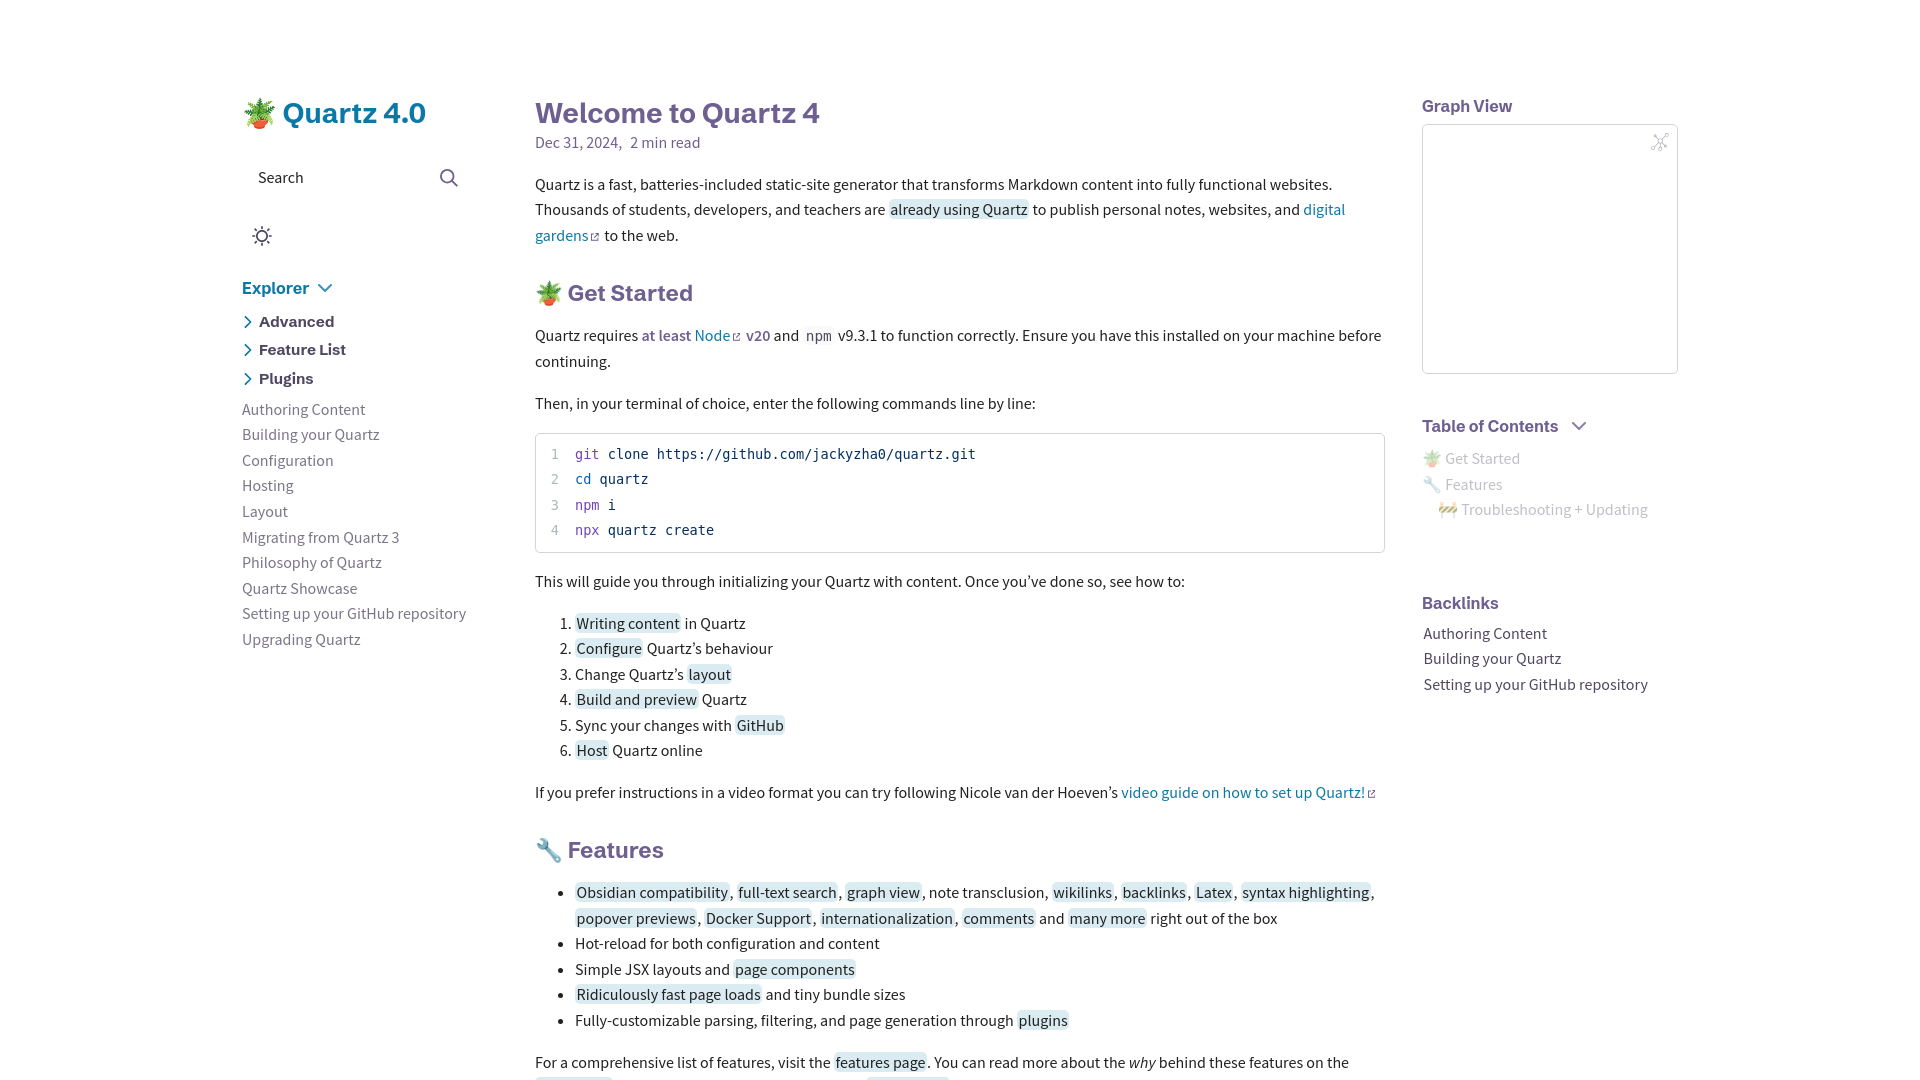 🪴 Quartz 4.0
Search
Explorer
Advanced
Feature List
Plugins
Authoring Content
Building your Quartz
Configuration
Hosting
Layout
Migrating from Quartz 3
Philosophy of Quartz
Quartz Showcase
Setting up your GitHub repository
Upgrading Quartz
Welcome to Quartz 4
Dec 31, 2024, 2 min read
Quartz is a fast, batteries-included static-site generator that transforms Markdown content into fully functional websites.
Thousands of students, developers, and teachers are already using Quartz to publish personal notes, websites, and digital
gardens to the web.
🪴 Get Started
Quartz requires at least Node v20 and npm v9.3.1 to function correctly. Ensure you have this installed on your machine before
continuing.
Then, in your terminal of choice, enter the following commands line by line:
1 git clone https://github.com/jackyzha0/quartz.git
2 cd quartz
3 npm i
4 npx quartz create
This will guide you through initializing your Quartz with content. Once you’ve done so, see how to:
1. Writing content in Quartz
2. Configure Quartz’s behaviour
3. Change Quartz’s layout
4. Build and preview Quartz
5. Sync your changes with GitHub
6. Host Quartz online
If you prefer instructions in a video format you can try following Nicole van der Hoeven’s video guide on how to set up Quartz!
🔧 Features
• Obsidian compatibility, full-text search, graph view, note transclusion, wikilinks, backlinks, Latex, syntax highlighting,
popover previews, Docker Support, internationalization, comments and many more right out of the box
• Hot-reload for both configuration and content
• Simple JSX layouts and page components
• Ridiculously fast page loads and tiny bundle sizes
• Fully-customizable parsing, filtering, and page generation through plugins
For a comprehensive list of features, visit the features page. You can read more about the why behind these features on the
Graph View
Table of Contents
🪴 Get Started
🔧 Features
🚧 Troubleshooting + Updating
Backlinks
Authoring Content
Building your Quartz
Setting up your GitHub repository